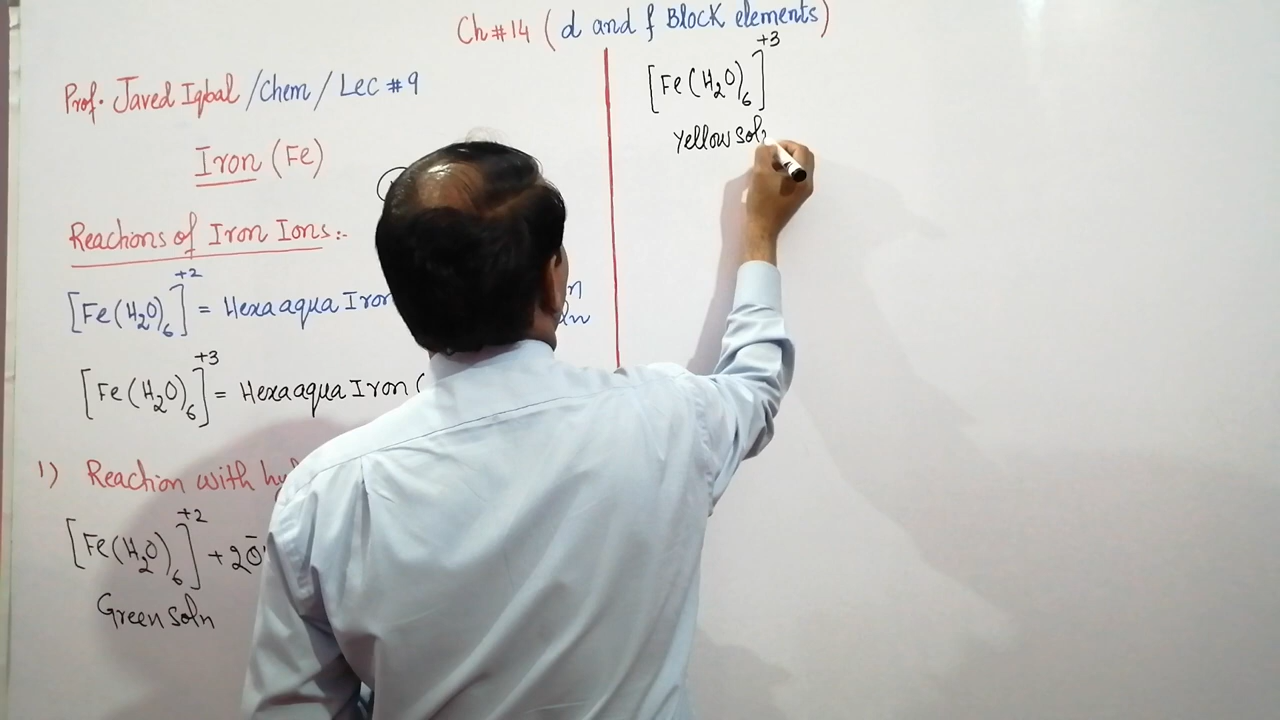 Ch#14 (d and f Block elements)
Prof. Javed Iqbal /Chem / Lec #9
Iron (Fe)
Reactions of Iron Ions:-
[Fe(H₂O)₆]⁺² = Hexaaqua Iron
[Fe(H₂O)₆]⁺³ = Hexaaqua Iron (
1) Reaction with
[Fe(H₂O)₆]⁺² + 2Ō
Green soln
[Fe(H₂O)₆]⁺³
Yellow